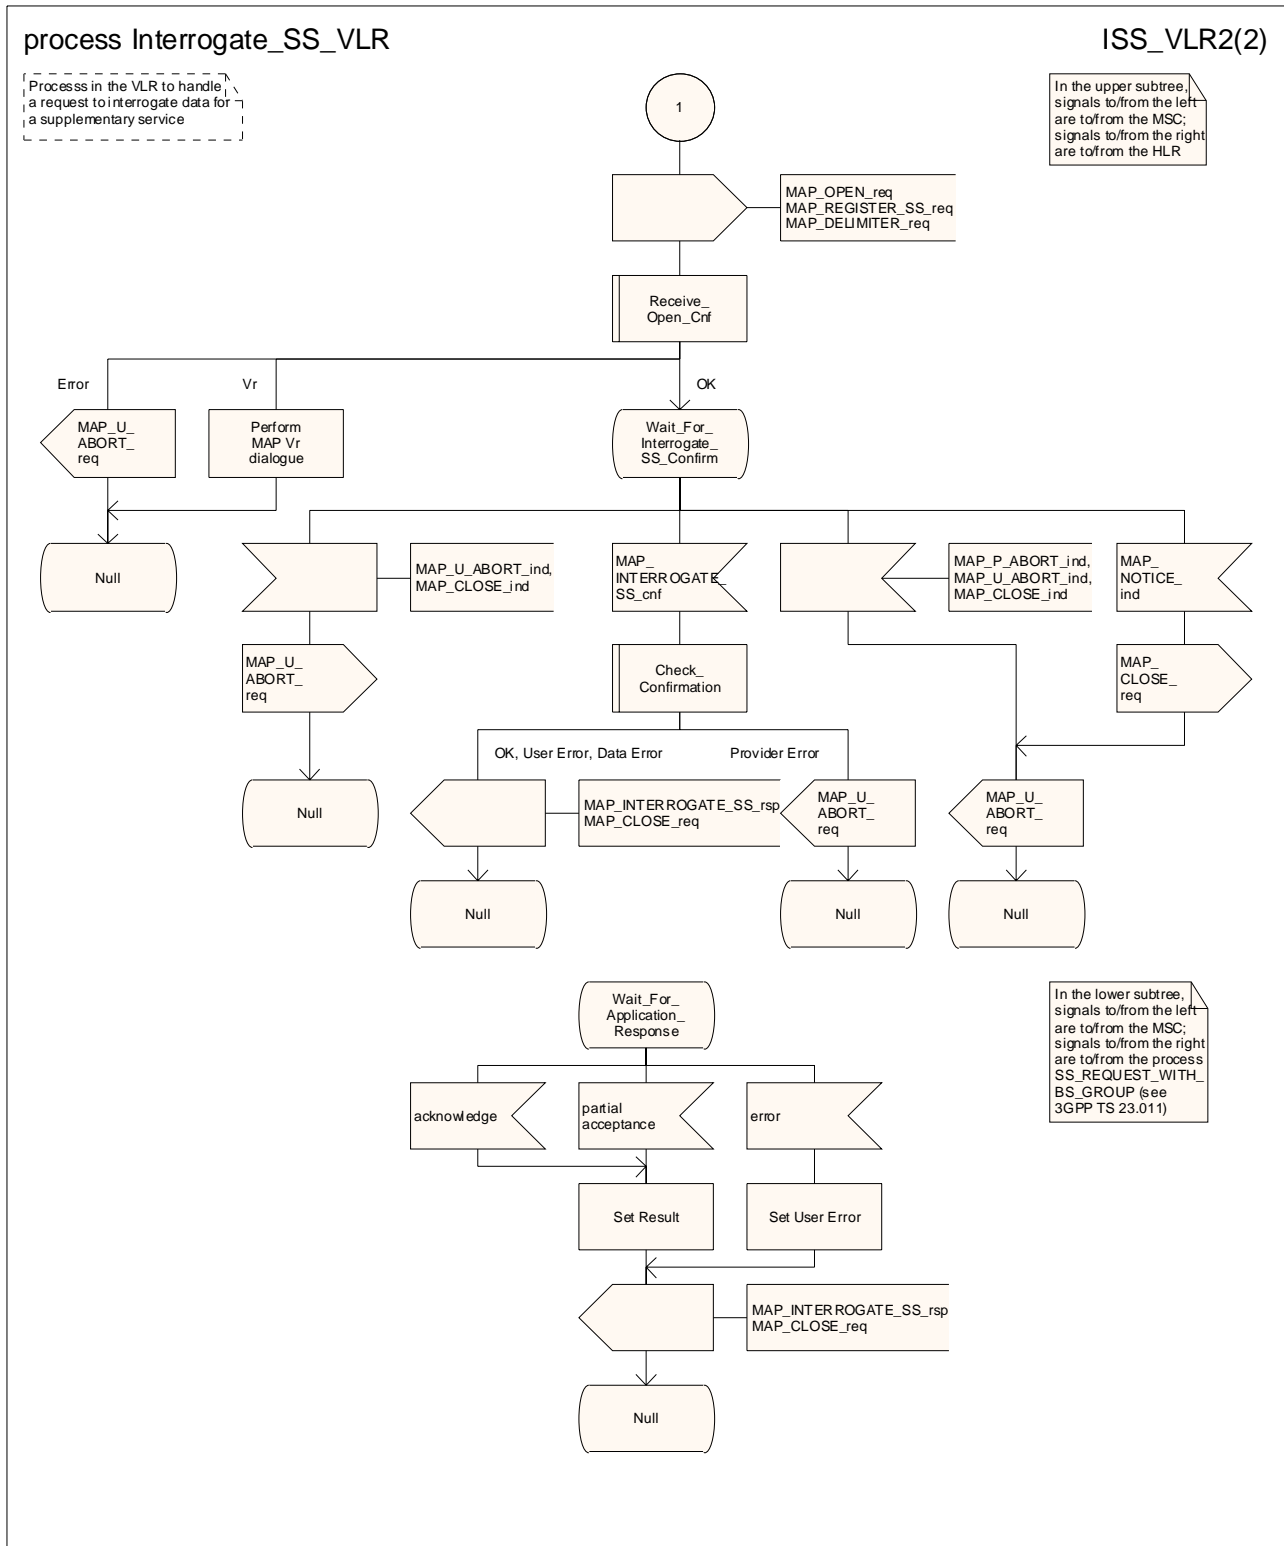 process Interrogate_SS_VLR
ISS_VLR2(2)
Processs in the VLR to handle
a request to interrogate data for
a supplementary service
1
In the upper subtree,
signals to/from the left
are to/from the MSC;
signals to/from the right
are to/from the HLR
MAP_OPEN_req
MAP_REGISTER_SS_req
MAP_DELIMITER_req
Receive_
Open_Cnf
Error
Vr
OK
MAP_U_
ABORT_
req
Perform
MAP Vr
dialogue
Wait_For_
Interrogate_
SS_Confirm
Null
MAP_U_ABORT_ind,
MAP_CLOSE_ind
MAP_
INTERROGATE_
SS_cnf
MAP_P_ABORT_ind,
MAP_U_ABORT_ind,
MAP_CLOSE_ind
MAP_
NOTICE_
ind
MAP_U_
ABORT_
req
Check_
Confirmation
MAP_
CLOSE_
req
OK, User Error, Data Error
Provider Error
Null
MAP_INTERROGATE_SS_rsp
MAP_CLOSE_req
MAP_U_
ABORT_
req
MAP_U_
ABORT_
req
Null
Null
Null
Wait_For_
Application_
Response
In the lower subtree,
signals to/from the left
are to/from the MSC;
signals to/from the right
are to/from the process
SS_REQUEST_WITH_
BS_GROUP (see
3GPP TS 23.011)
acknowledge
partial
acceptance
error
Set Result
Set User Error
MAP_INTERROGATE_SS_rsp
MAP_CLOSE_req
Null